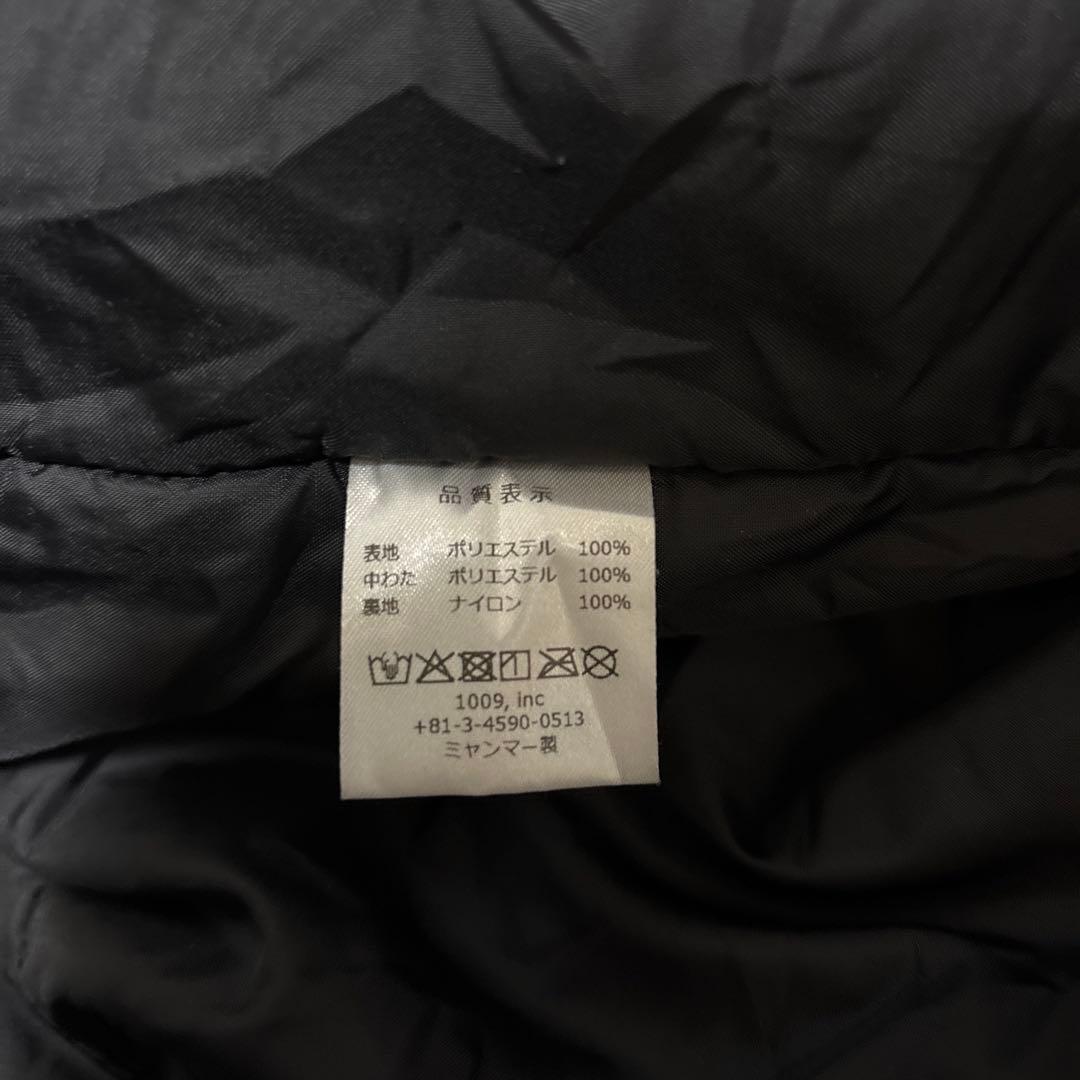 品質表示
表地 ポリエステル 100%
中わた ポリエステル 100%
裏地 ナイロン 100%
1009, inc
+81-3-4590-0513
ミャンマー製